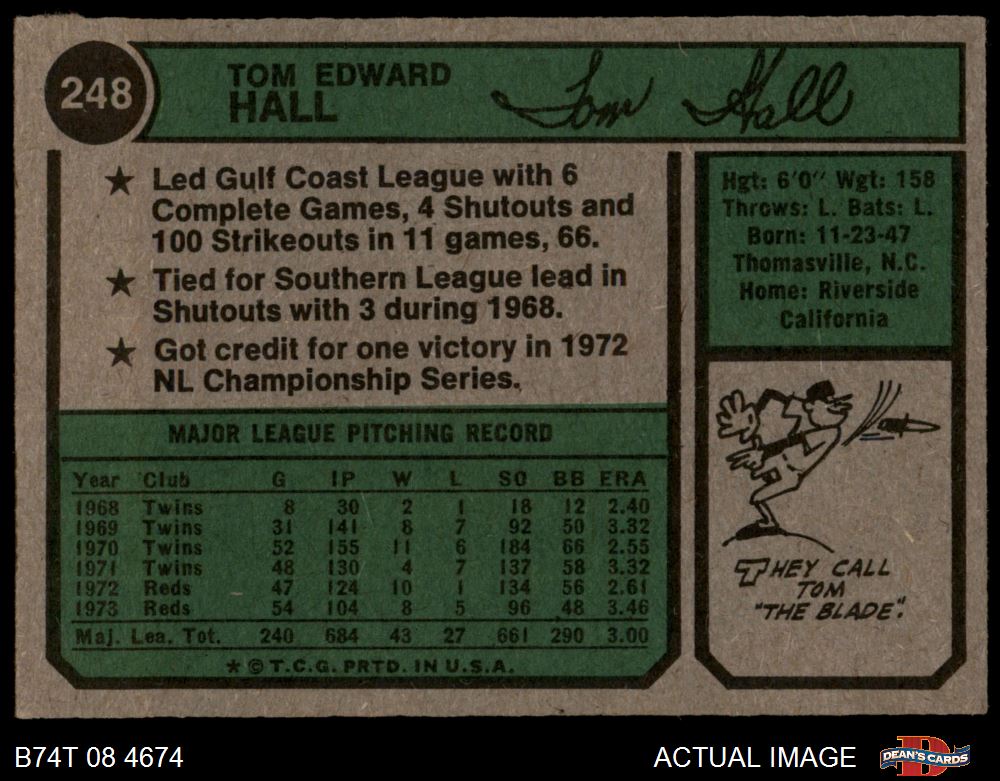 248
TOM EDWARD
HALL
Tom Hall
★ Led Gulf Coast League with 6
Complete Games, 4 Shutouts and
100 Strikeouts in 11 games, 66.
★ Tied for Southern League lead in
Shutouts with 3 during 1968.
★ Got credit for one victory in 1972
NL Championship Series.
Hgt: 6'0" Wgt: 158
Throws: L. Bats: L.
Born: 11-23-47
Thomasville, N.C.
Home: Riverside
California
MAJOR LEAGUE PITCHING RECORD
Year Club G IP W L SO BB ERA
1968 Twins 8 30 2 1 18 12 2.40
1969 Twins 31 141 8 7 92 50 3.32
1970 Twins 52 155 11 6 184 66 2.55
1971 Twins 48 130 4 7 137 58 3.32
1972 Reds 47 124 10 1 134 56 2.61
1973 Reds 54 104 8 5 96 48 3.46
Maj. Lea. Tot. 240 684 43 27 661 290 3.00
★ © T.C.G. PRTD. IN U.S.A.
THEY CALL
TOM
"THE BLADE".
B74T 08 4674
ACTUAL IMAGE
DEAN'S CARDS